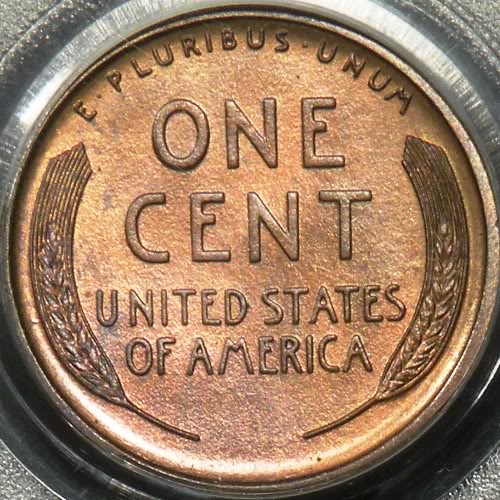 E·PLURIBUS·UNUM
ONE
CENT
UNITED STATES
OF AMERICA